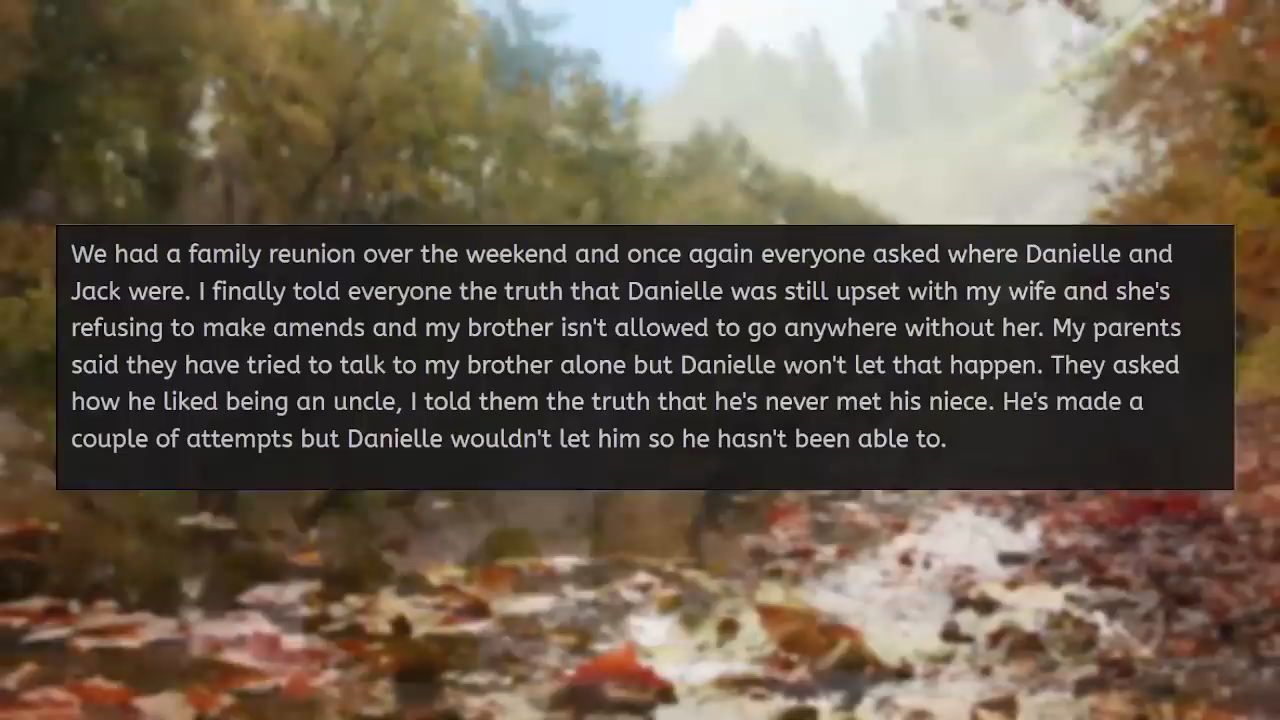 We had a family reunion over the weekend and once again everyone asked where Danielle and
Jack were. I finally told everyone the truth that Danielle was still upset with my wife and she's
refusing to make amends and my brother isn't allowed to go anywhere without her. My parents
said they have tried to talk to my brother alone but Danielle won't let that happen. They asked
how he liked being an uncle, I told them the truth that he's never met his niece. He's made a
couple of attempts but Danielle wouldn't let him so he hasn't been able to.